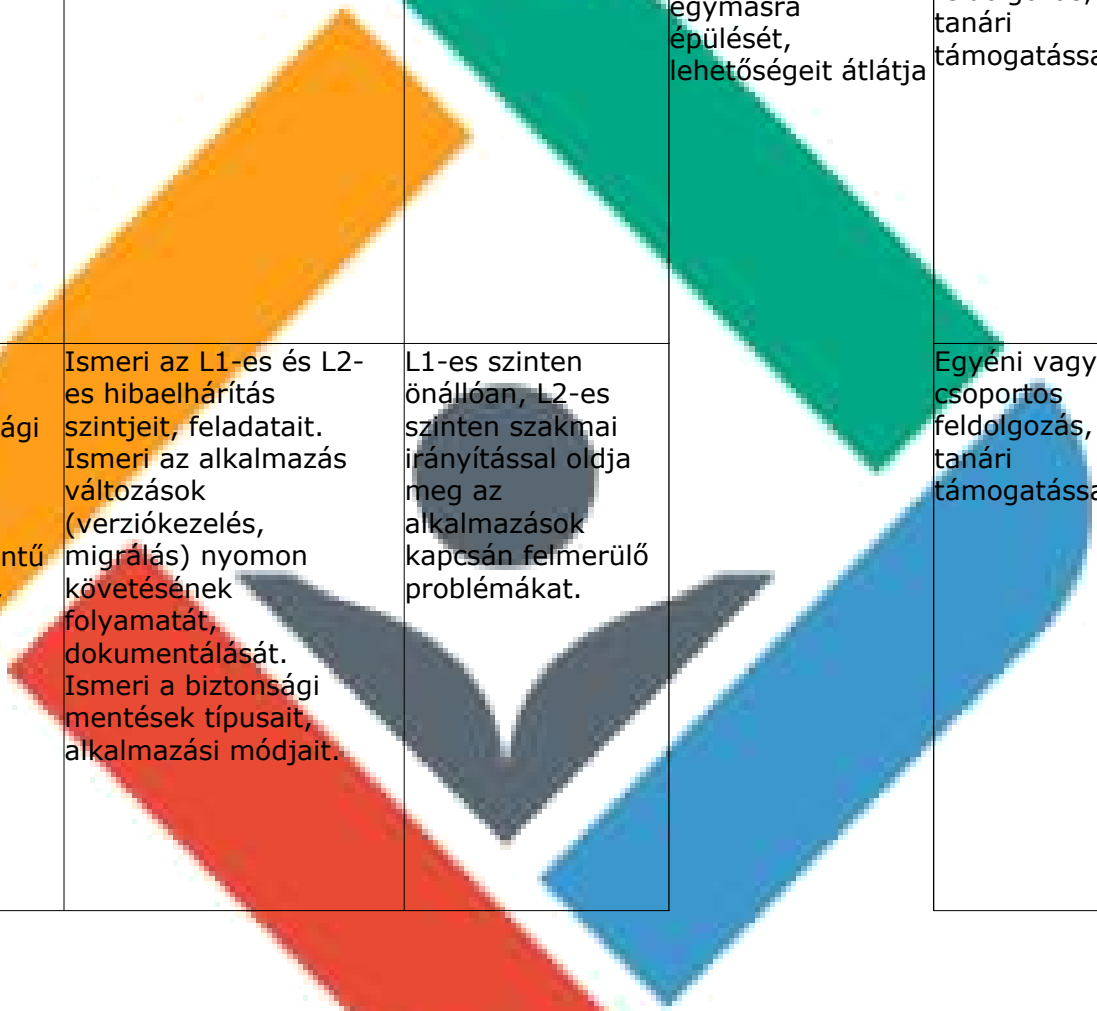 egymásra
épülését,
lehetőségeit átlátja
tanári
Ismeri az L1-es és L2-
es hibaelhárítás
szintjeit, feladatait.
Ismeri az alkalmazás
változások
(verziókezelés,
migrálás) nyomon
követésének
folyamatát,
dokumentálását.
Ismeri a biztonsági
mentések típusait,
alkalmazási módjait.
L1-es szinten
önállóan, L2-es
szinten szakmai
irányítással oldja
meg az
alkalmazások
kapcsán felmerülő
problémákat.
Egyéni vagy
csoportos
feldolgozás,
tanári